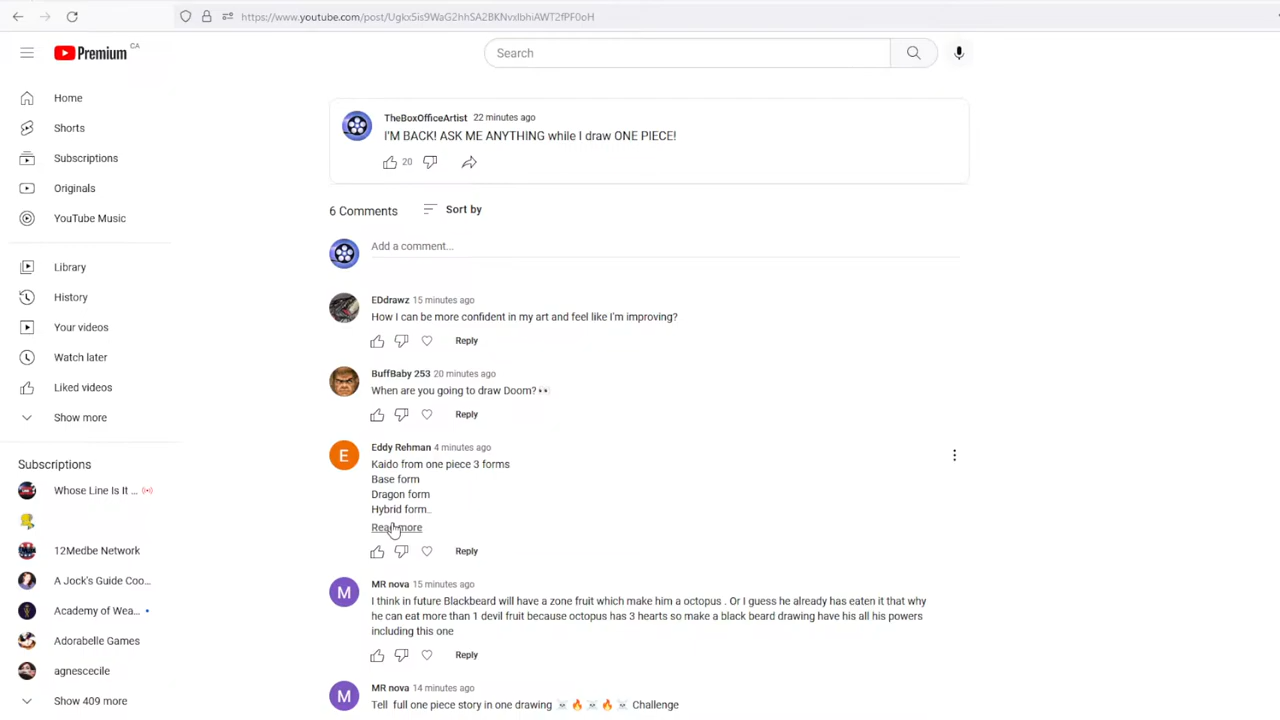 https://www.youtube.com/post/Ugkx5is9WaG2hhSA2BKNvxlbhiAWT2fPF0oH
Premium CA
Search
Home
Shorts
Subscriptions
Originals
YouTube Music
Library
History
Your videos
Watch later
Liked videos
Show more
Subscriptions
Whose Line Is It ...
12Medbe Network
A Jock's Guide Coo...
Academy of Wea...
Adorabelle Games
agnescecile
Show 409 more
TheBoxOfficeArtist 22 minutes ago
I'M BACK! ASK ME ANYTHING while I draw ONE PIECE!
20
6 Comments Sort by
Add a comment...
EDdrawz 15 minutes ago
How I can be more confident in my art and feel like I'm improving?
Reply
BuffBaby 253 20 minutes ago
When are you going to draw Doom?👀
Reply
E
Eddy Rehman 4 minutes ago
Kaido from one piece 3 forms
Base form
Dragon form
Hybrid form..
Read more
Reply
M
MR nova 15 minutes ago
I think in future Blackbeard will have a zone fruit which make him a octopus . Or I guess he already has eaten it that why
he can eat more than 1 devil fruit because octopus has 3 hearts so make a black beard drawing have his all his powers
including this one
Reply
M
MR nova 14 minutes ago
Tell full one piece story in one drawing ☠️🔥☠️🔥☠️ Challenge